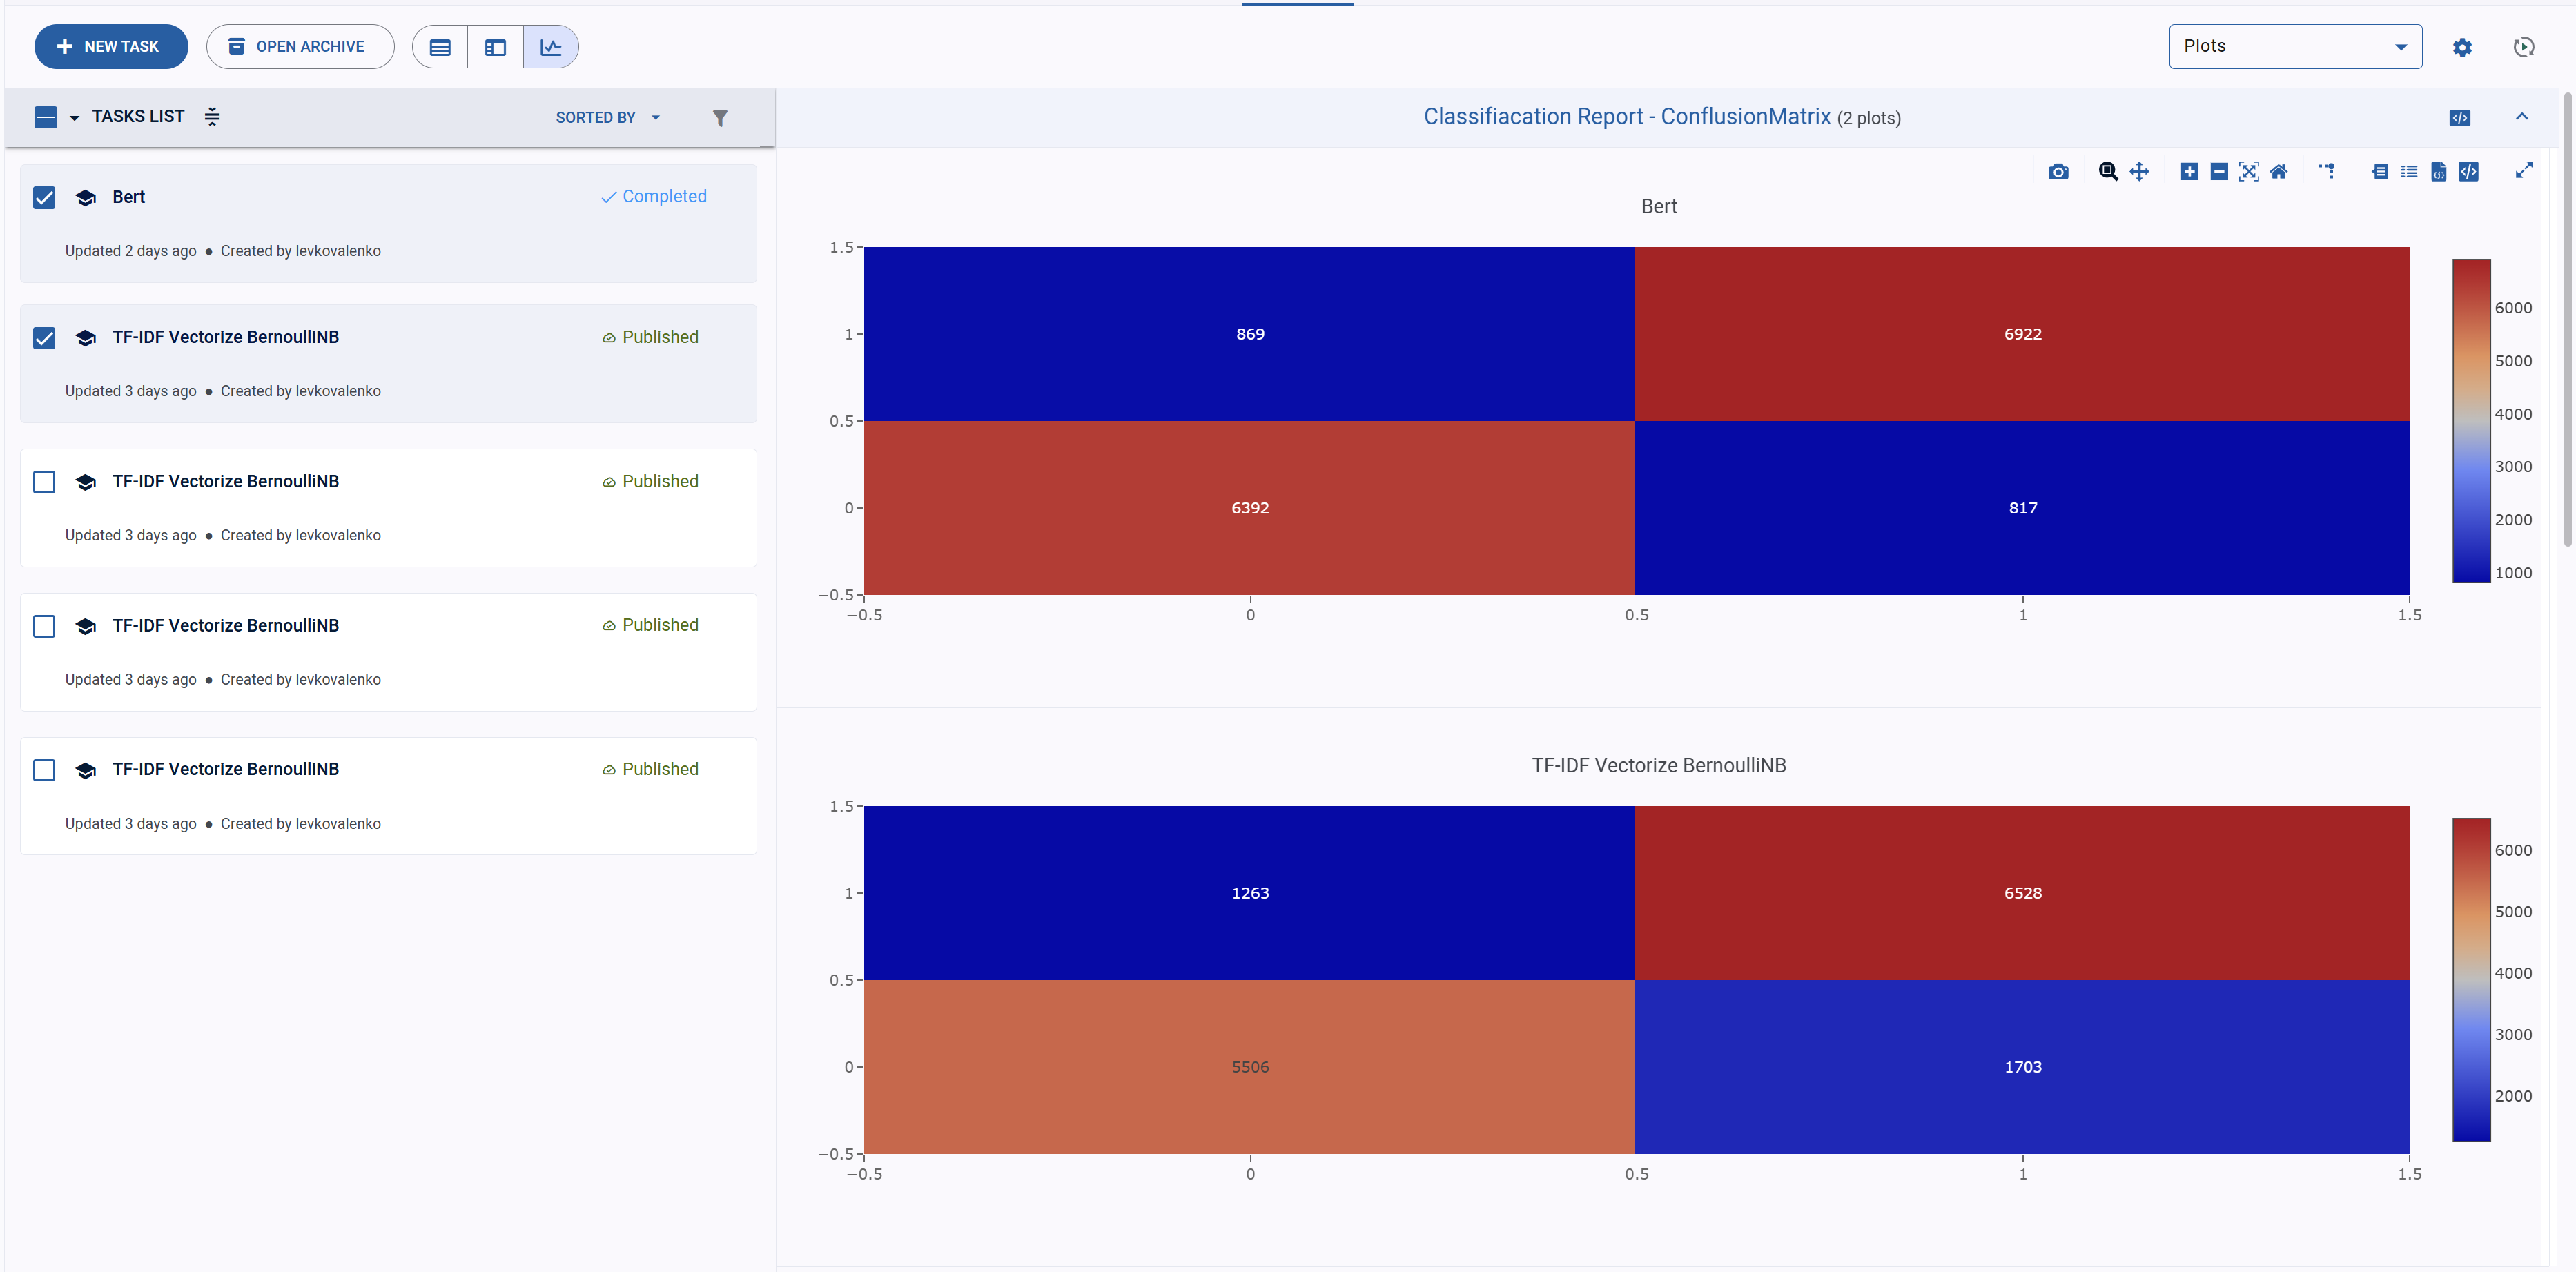 NEW TASK
OPEN ARCHIVE
Plots
TASKS LIST
SORTED BY
Bert
Completed
Updated 2 days ago ● Created by levkovalenko
TF-IDF Vectorize BernoulliNB
Published
Updated 3 days ago ● Created by levkovalenko
TF-IDF Vectorize BernoulliNB
Published
Updated 3 days ago ● Created by levkovalenko
TF-IDF Vectorize BernoulliNB
Published
Updated 3 days ago ● Created by levkovalenko
TF-IDF Vectorize BernoulliNB
Published
Updated 3 days ago ● Created by levkovalenko
Classifiacation Report - ConflusionMatrix (2 plots)
Bert
1.5
1
0.5
0
−0.5
869
6922
6392
817
−0.5 0 0.5 1 1.5
6000
5000
4000
3000
2000
1000
TF-IDF Vectorize BernoulliNB
1.5
1
0.5
0
−0.5
1263
6528
5506
1703
−0.5 0 0.5 1 1.5
6000
5000
4000
3000
2000